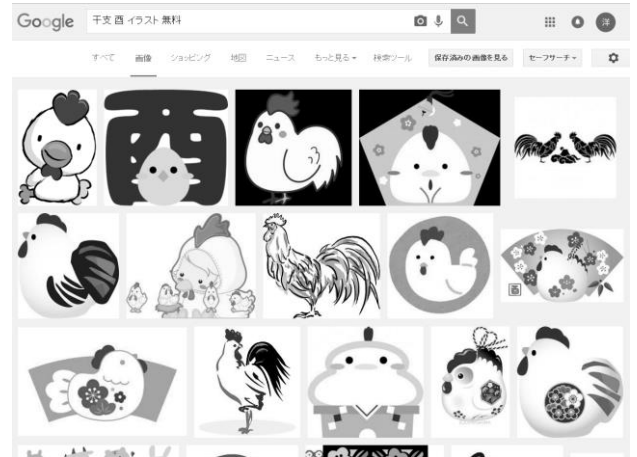 Google 干支 酉 イラスト 無料 洋
すべて 画像 ショッピング 地図 ニュース もっと見る 検索ツール 保存済みの画像を見る セーフサーチ
酉